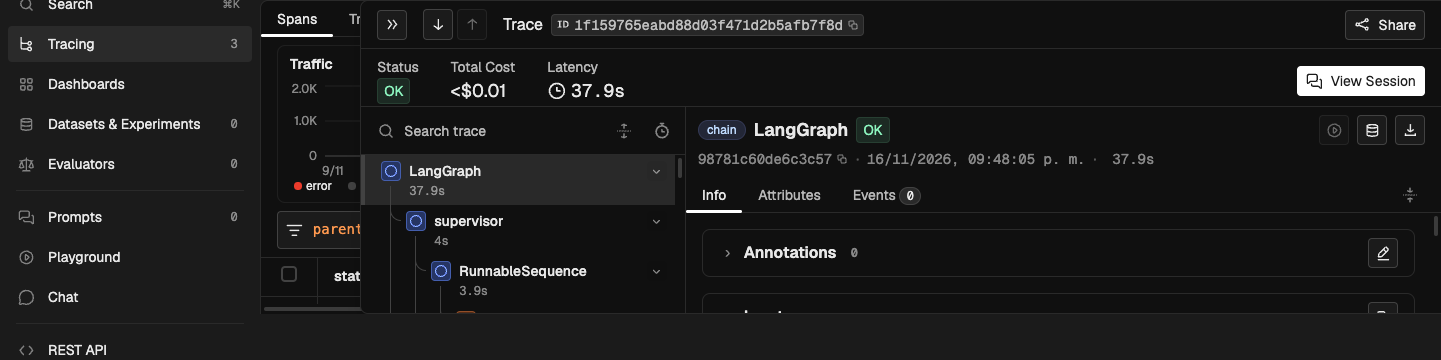 Search ⌘K
Tracing 3
Dashboards
Datasets & Experiments 0
Evaluators 0
Prompts 0
Playground
Chat
REST API
Spans
Traffic
2.0K
1.0K
0
9/11
error
parent
stat
Trace ID 1f159765eabd88d03f471d2b5afb7f8d
Share
Status Total Cost Latency
OK <$0.01 37.9s
View Session
Search trace
LangGraph
37.9s
supervisor
4s
RunnableSequence
3.9s
chain LangGraph OK
98781c60de6c3c57 · 16/11/2026, 09:48:05 p. m. · 37.9s
Info Attributes Events 0
Annotations 0